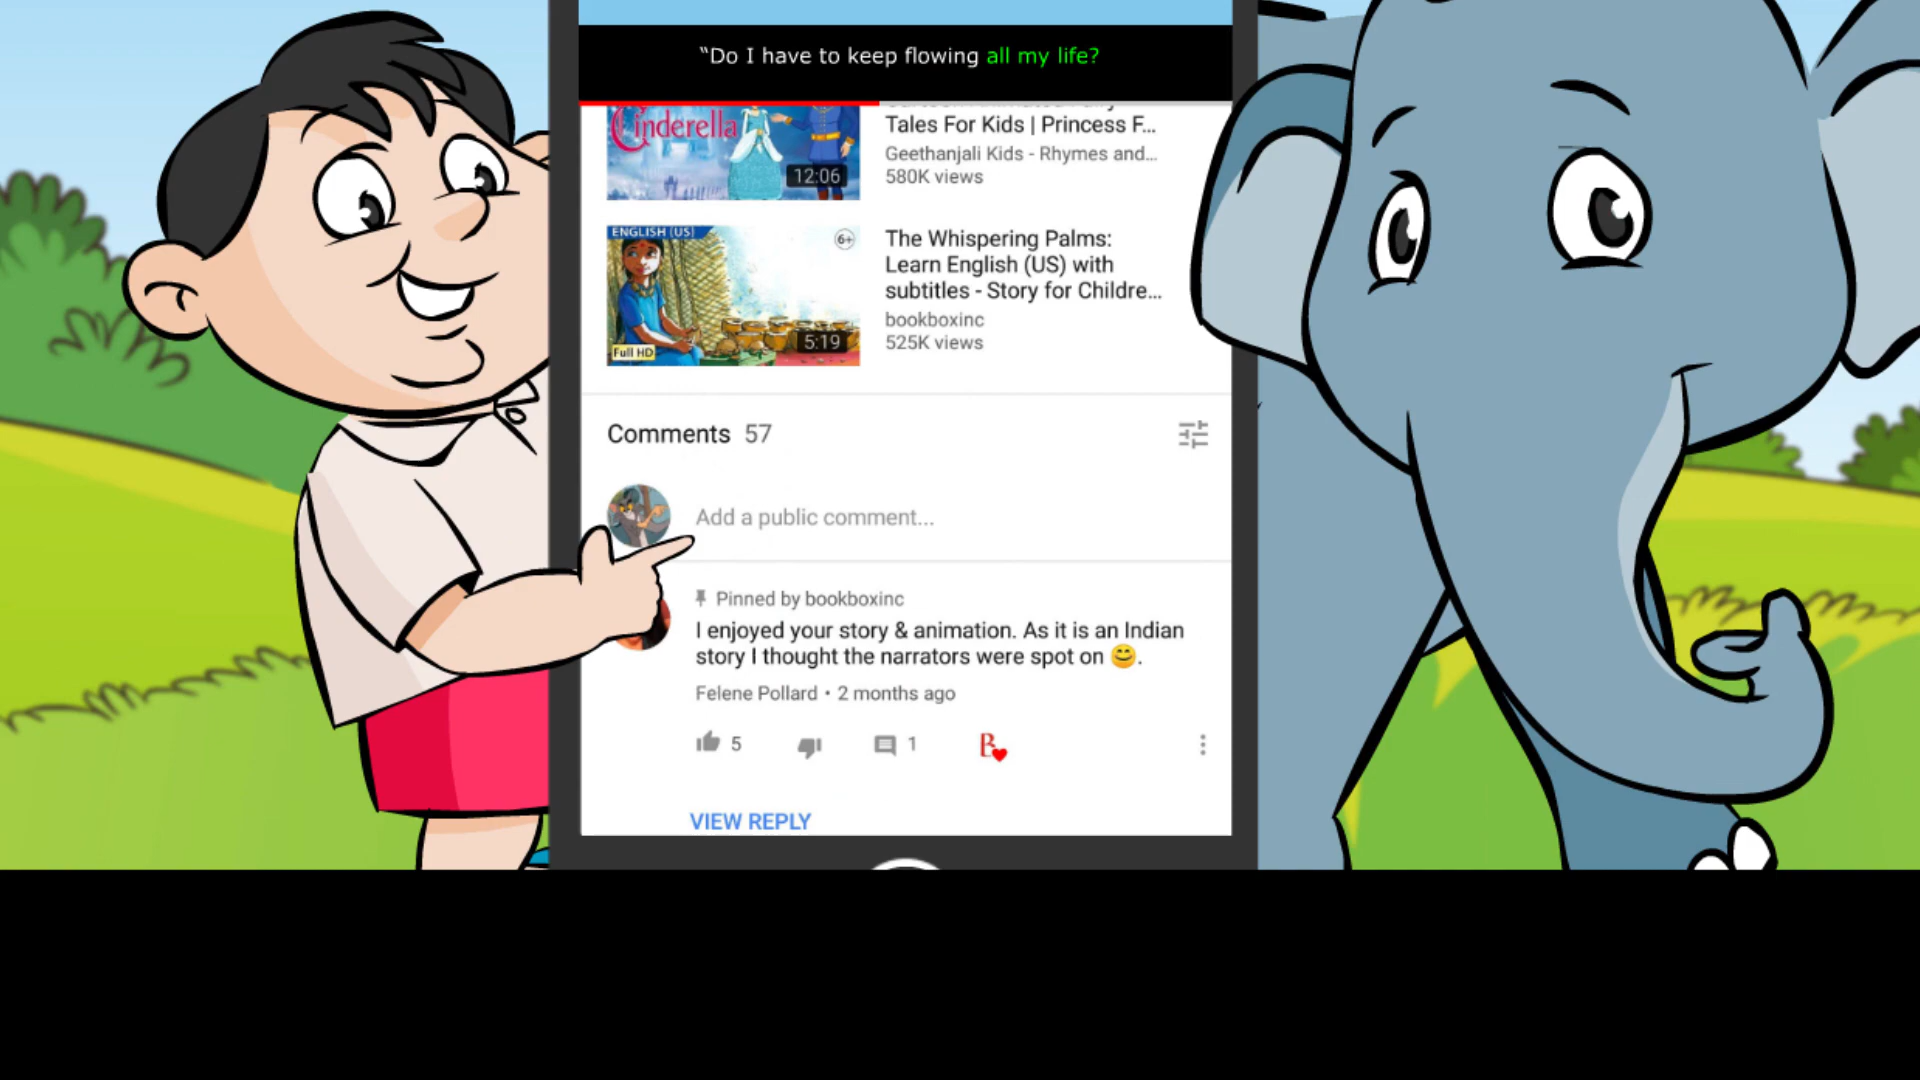 “Do I have to keep flowing all my life?
Cinderella
12:06
Tales For Kids | Princess F...
Geethanjali Kids - Rhymes and...
580K views
ENGLISH (US)
6+
Full HD
5:19
The Whispering Palms:
Learn English (US) with
subtitles - Story for Childre...
bookboxinc
525K views
Comments 57
Add a public comment...
Pinned by bookboxinc
I enjoyed your story & animation. As it is an Indian
story I thought the narrators were spot on 😊.
Felene Pollard • 2 months ago
5
1
B
VIEW REPLY